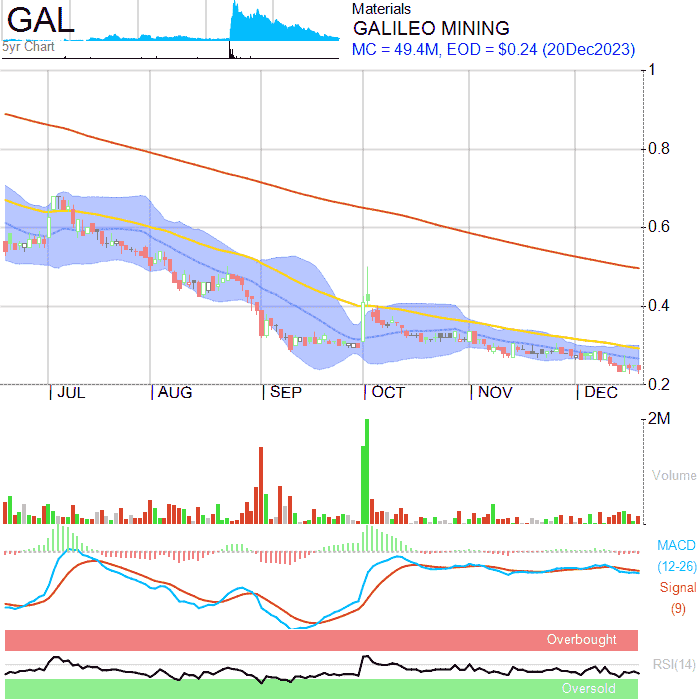 GAL
5yr Chart
Materials
GALILEO MINING
MC = 49.4M, EOD = $0.24 (20Dec2023)
1
0.8
0.6
0.4
0.2
JUL AUG SEP OCT NOV DEC
2M
Volume
MACD
(12-26)
Signal
(9)
Overbought
RSI(14)
Oversold